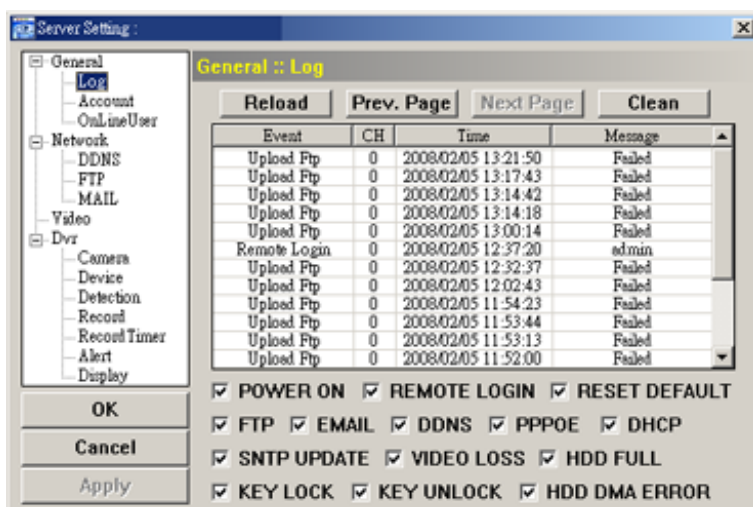 Server Setting :
General
Log
Account
OnLineUser
Network
DDNS
FTP
MAIL
Video
Dvr
Camera
Device
Detection
Record
Record Timer
Alert
Display
OK
Cancel
Apply
General :: Log
Reload Prev. Page Next Page Clean
Event CH Time Message
Upload Ftp 0 2008/02/05 13:21:50 Failed
Upload Ftp 0 2008/02/05 13:17:43 Failed
Upload Ftp 0 2008/02/05 13:14:42 Failed
Upload Ftp 0 2008/02/05 13:14:18 Failed
Upload Ftp 0 2008/02/05 13:00:14 Failed
Remote Login 0 2008/02/05 12:37:20 admin
Upload Ftp 0 2008/02/05 12:32:37 Failed
Upload Ftp 0 2008/02/05 12:02:43 Failed
Upload Ftp 0 2008/02/05 11:54:23 Failed
Upload Ftp 0 2008/02/05 11:53:44 Failed
Upload Ftp 0 2008/02/05 11:53:13 Failed
Upload Ftp 0 2008/02/05 11:52:00 Failed
POWER ON REMOTE LOGIN RESET DEFAULT
FTP EMAIL DDNS PPPOE DHCP
SNTP UPDATE VIDEO LOSS HDD FULL
KEY LOCK KEY UNLOCK HDD DMA ERROR